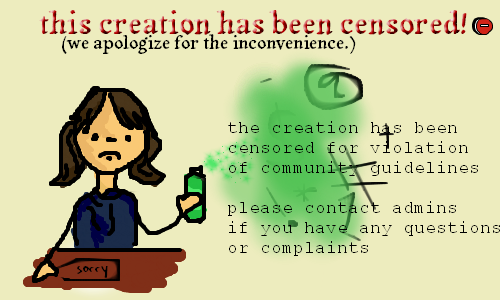 this creation has been censored!
(we apologize for the inconvenience.)
the creation has been
censored for violation
of community guidelines
please contact admins
if you have any questions
or complaints
sorry